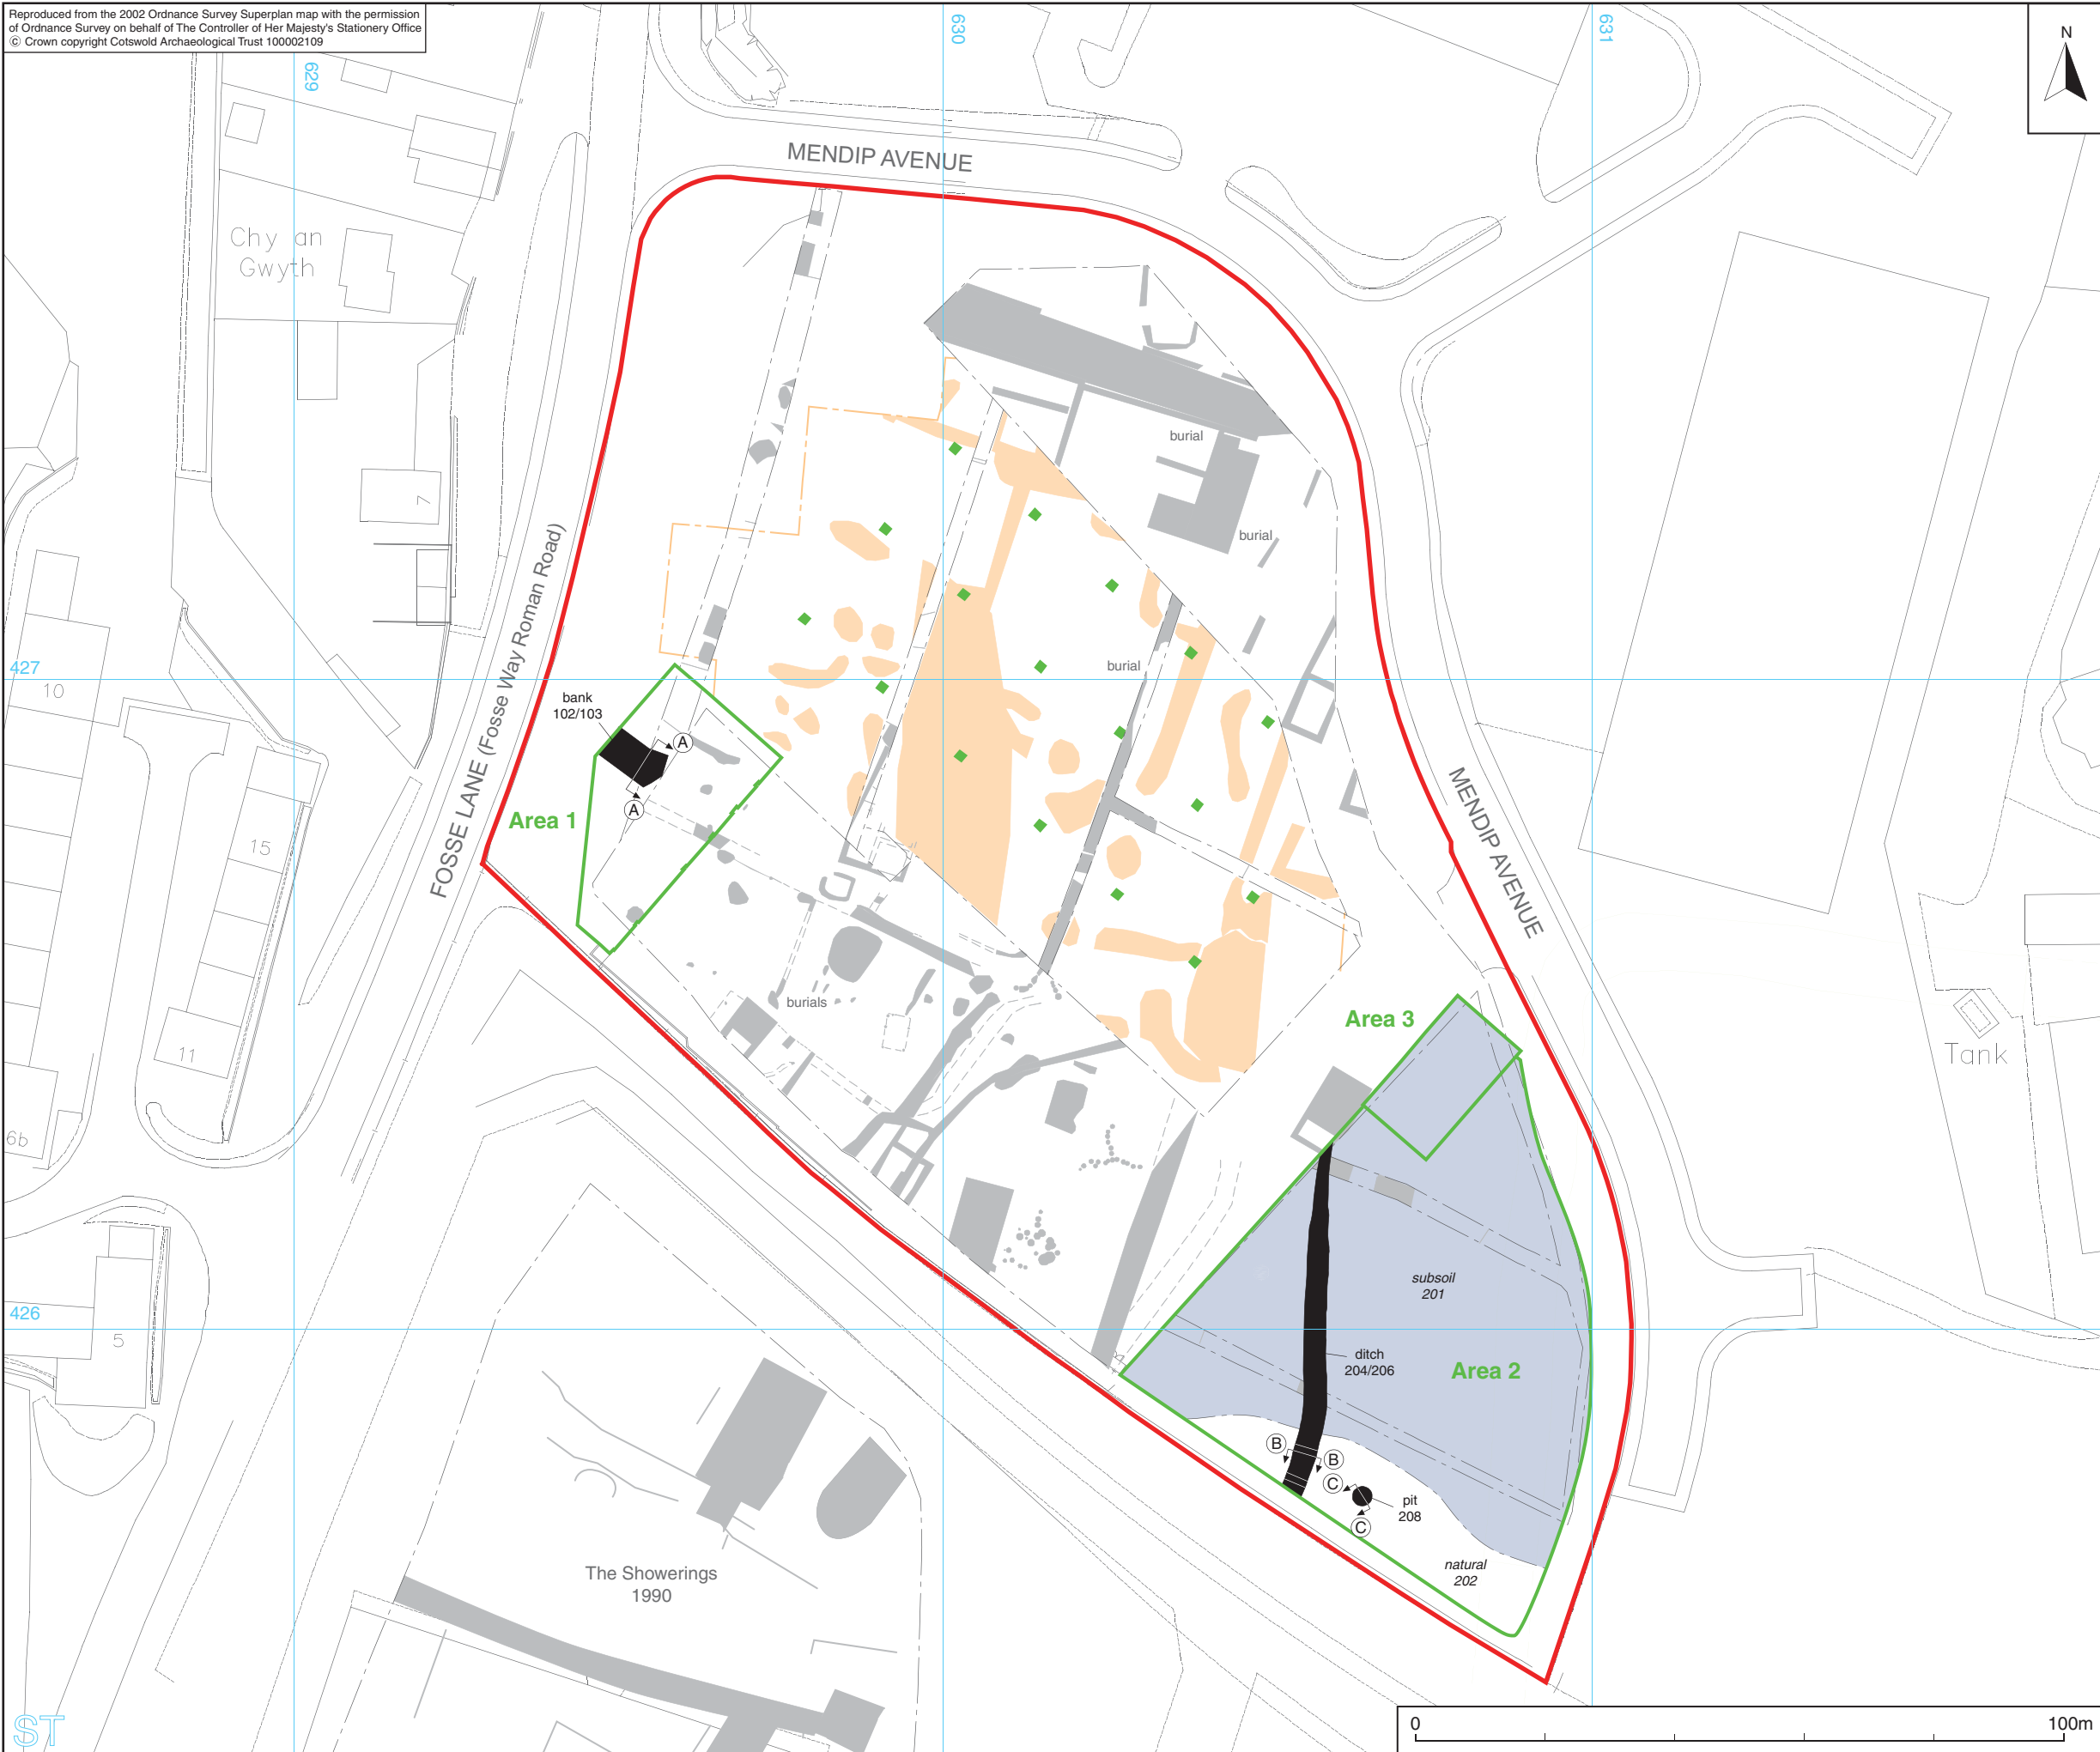 Reproduced from the 2002 Ordnance Survey Superplan map with the permission
of Ordnance Survey on behalf of The Controller of Her Majesty's Stationery Office
© Crown copyright Cotswold Archaeological Trust 100002109
629
630
631
N
MENDIP AVENUE
Chy an
Gwyth
7
burial
burial
burial
FOSSE LANE (Fosse Way Roman Road)
427
10
bank
102/103
A
A
Area 1
15
MENDIP AVENUE
burials
11
Area 3
Tank
6b
subsoil
201
426
5
ditch
204/206
Area 2
B
B
C
C
pit
208
natural
202
The Showerings
1990
ST
0
100m